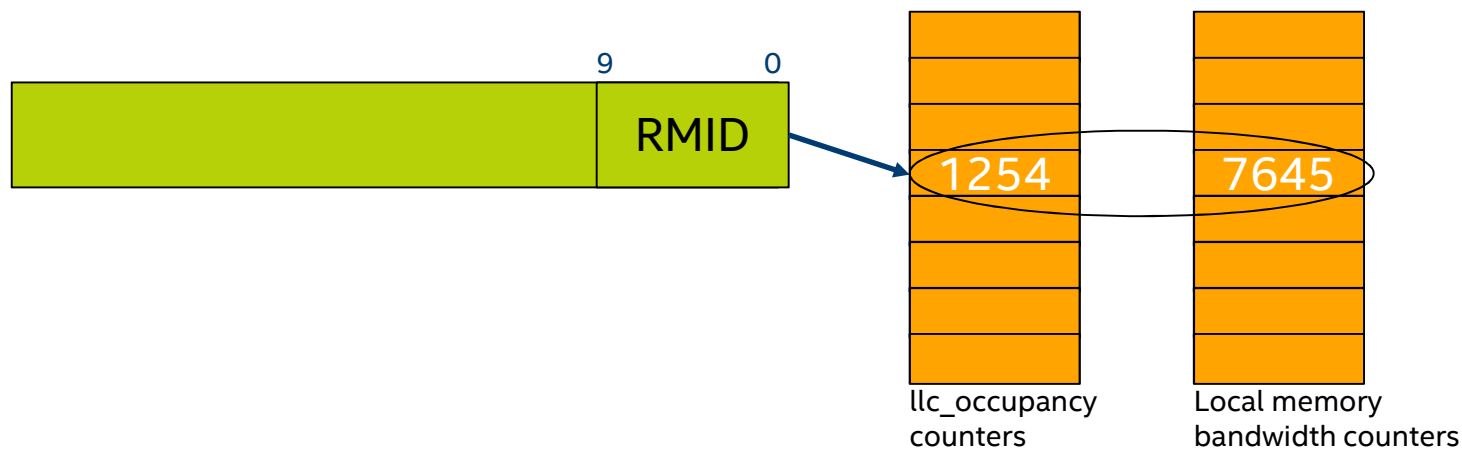 9 0
RMID
1254 7645
llc_occupancy
counters
Local memory
bandwidth counters